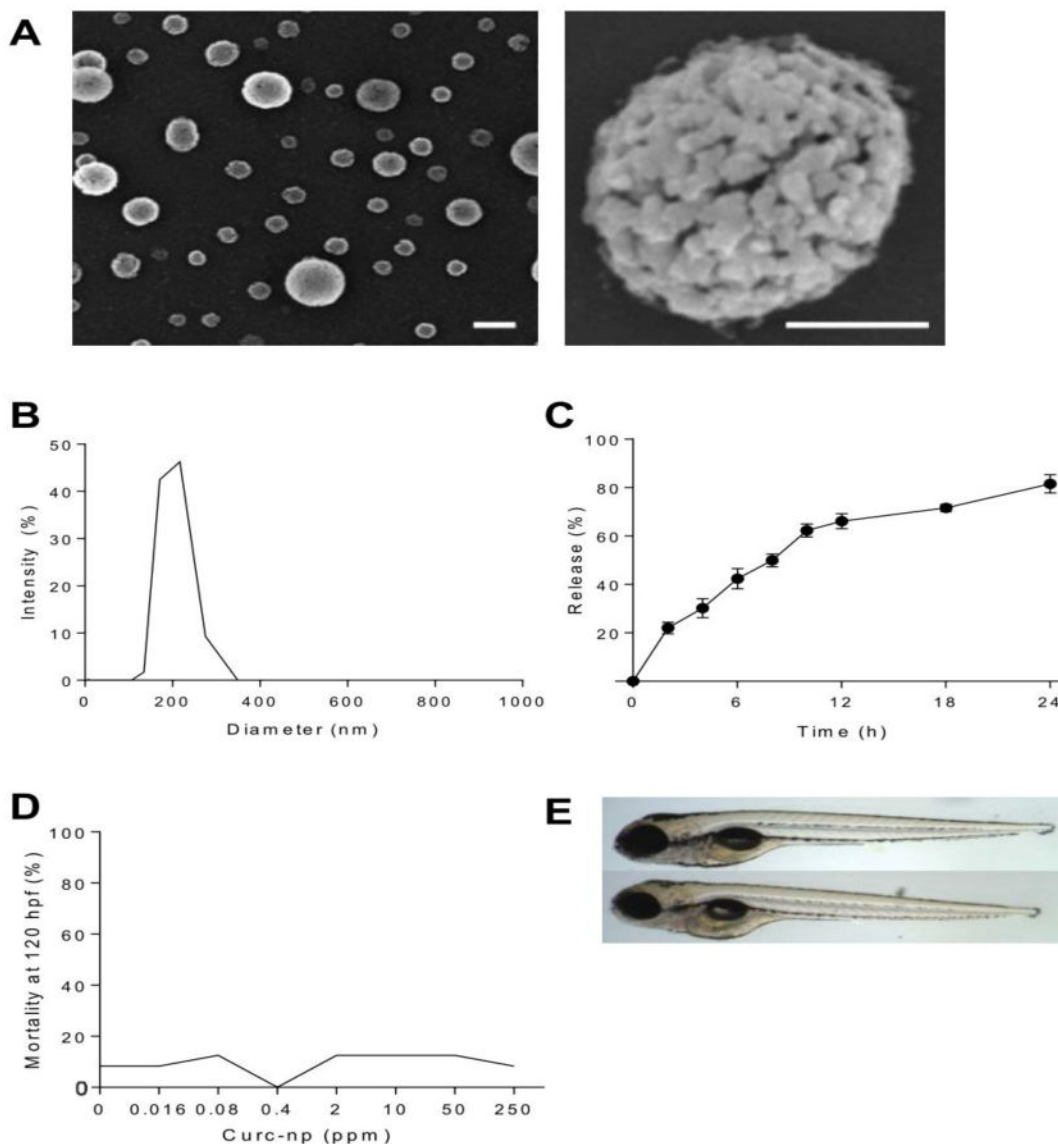 A
B
50
40
30
20
10
0
Intensity (%)
0 200 400 600 800 1000
Diameter (nm)
C
100
80
60
40
20
Release (%)
0 6 12 18 24
Time (h)
D
100
80
60
40
20
0
Mortality at 120 hpf (%)
0 0.016 0.08 0.4 2 10 50 250
Curc-np (ppm)
E